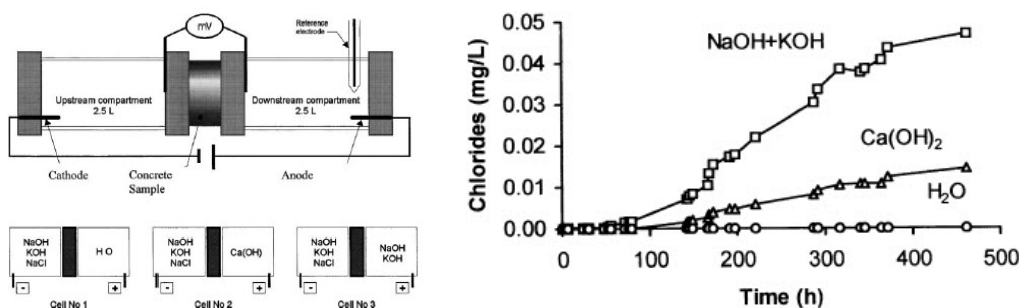 mV
Reference
electrode
Upstream compartment
2.5 L
Downstream compartment
2.5 L
Cathode
Concrete
Sample
Anode
NaOH
KOH
NaCl
H O
NaOH
KOH
NaCl
Ca(OH)
NaOH
KOH
NaCl
NaOH
KOH
-
+
-
+
-
+
Cell No 1
Cell No 2
Cell No 3
Chlorides (mg/L)
0.05
0.04
0.03
0.02
0.01
0.00
NaOH+KOH
Ca(OH)2
H2O
0
100
200
300
400
500
Time (h)